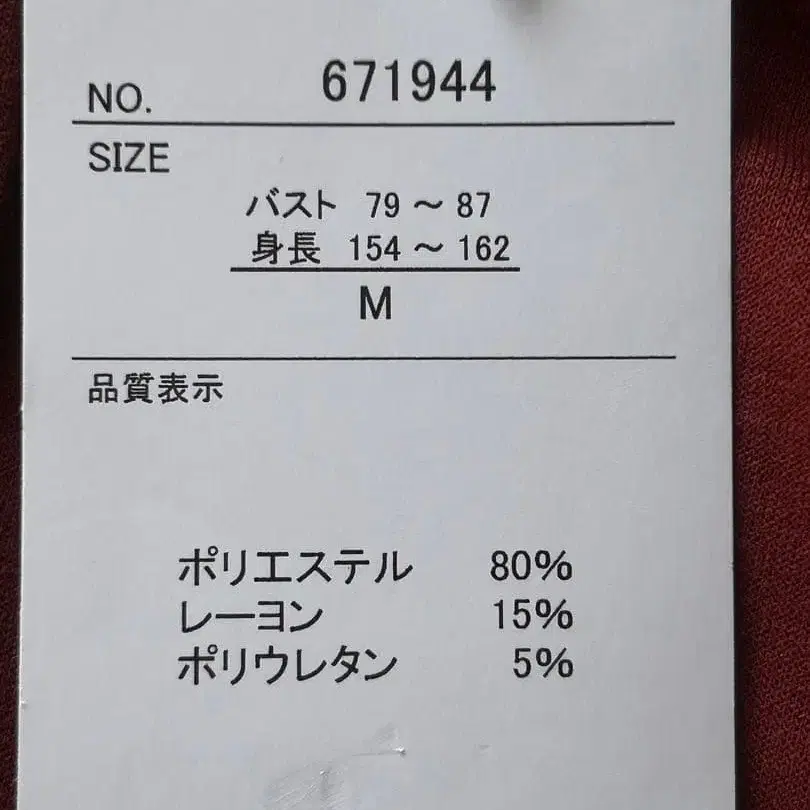 NO. 671944
SIZE
バスト 79 ～ 87
身長 154 ～ 162
M
品質表示
ポリエステル 80%
レーヨン 15%
ポリウレタン 5%